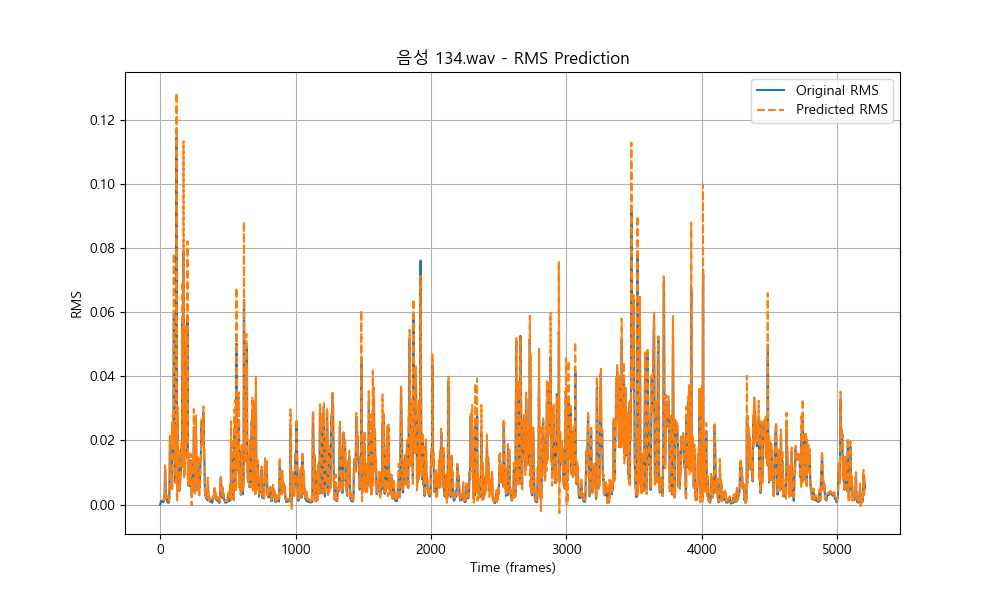 음성 134.wav - RMS Prediction
Original RMS
Predicted RMS
0.12
0.10
0.08
0.06
0.04
0.02
0.00
RMS
0 1000 2000 3000 4000 5000
Time (frames)